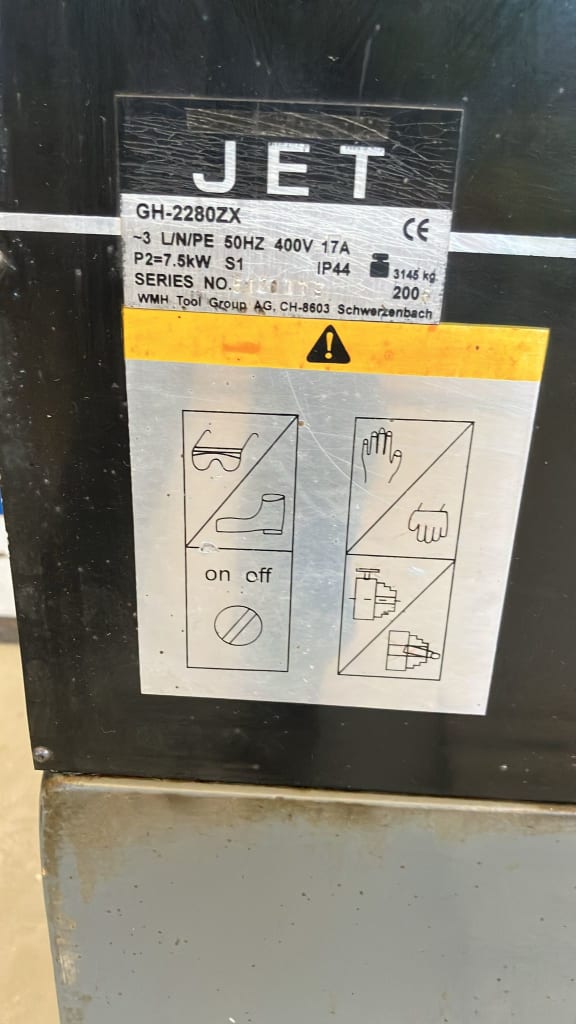 JET
GH-2280ZX
CE
~3 L/N/PE 50HZ 400V 17A
P2=7.5kW S1 IP44 3145 kg
SERIES NO. 200
WMH Tool Group AG, CH-8603 Schwerzenbach
on off